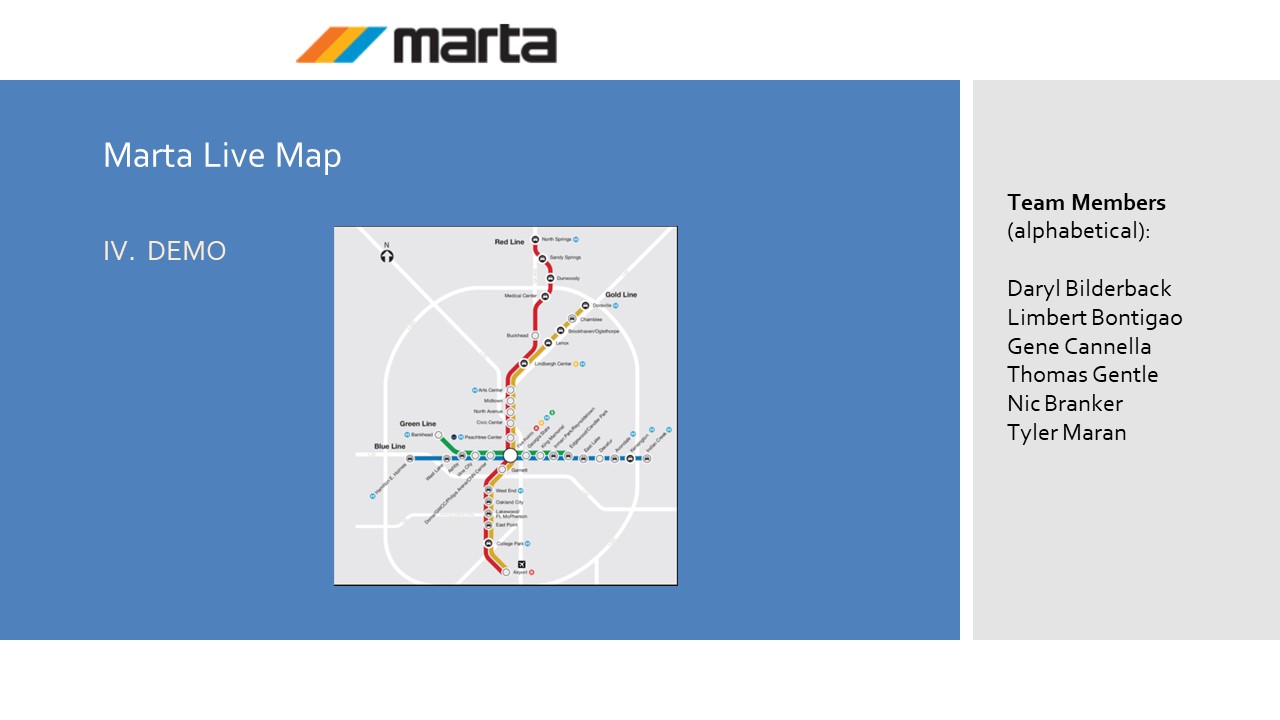 marta
Marta Live Map
IV. DEMO
N
Red Line
North Springs
Sandy Springs
Dunwoody
Medical Center
Gold Line
Doraville
Chamblee
Brookhaven/Oglethorpe
Buckhead
Lenox
Lindbergh Center
Arts Center
Midtown
North Avenue
Civic Center
Green Line
Bankhead
Peachtree Center
Blue Line
Hamilton E. Holmes
West Lake
Ashby
Vine City
Dome/GWCC/Philips Arena/CNN Center
Five Points
Georgia State
King Memorial
Inman Park/Reynoldstown
Edgewood/Candler Park
East Lake
Decatur
Avondale
Kensington
Indian Creek
Garnett
West End
Oakland City
Lakewood/
Ft. McPherson
East Point
College Park
Airport
Team Members
(alphabetical):
Daryl Bilderback
Limbert Bontigao
Gene Cannella
Thomas Gentle
Nic Branker
Tyler Maran